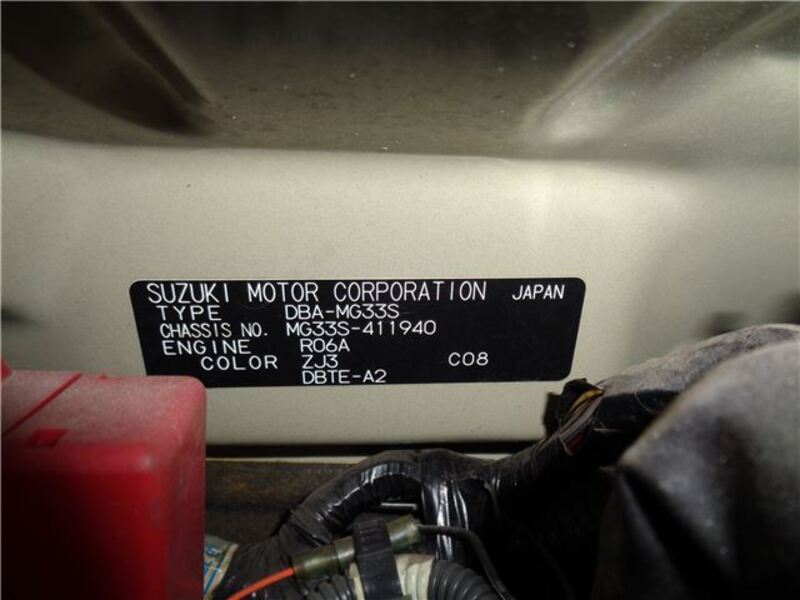 SUZUKI MOTOR CORPORATION JAPAN
TYPE DBA-MG33S
CHASSIS NO. MG33S-411940
ENGINE R06A
COLOR ZJ3 C08
DBTE-A2